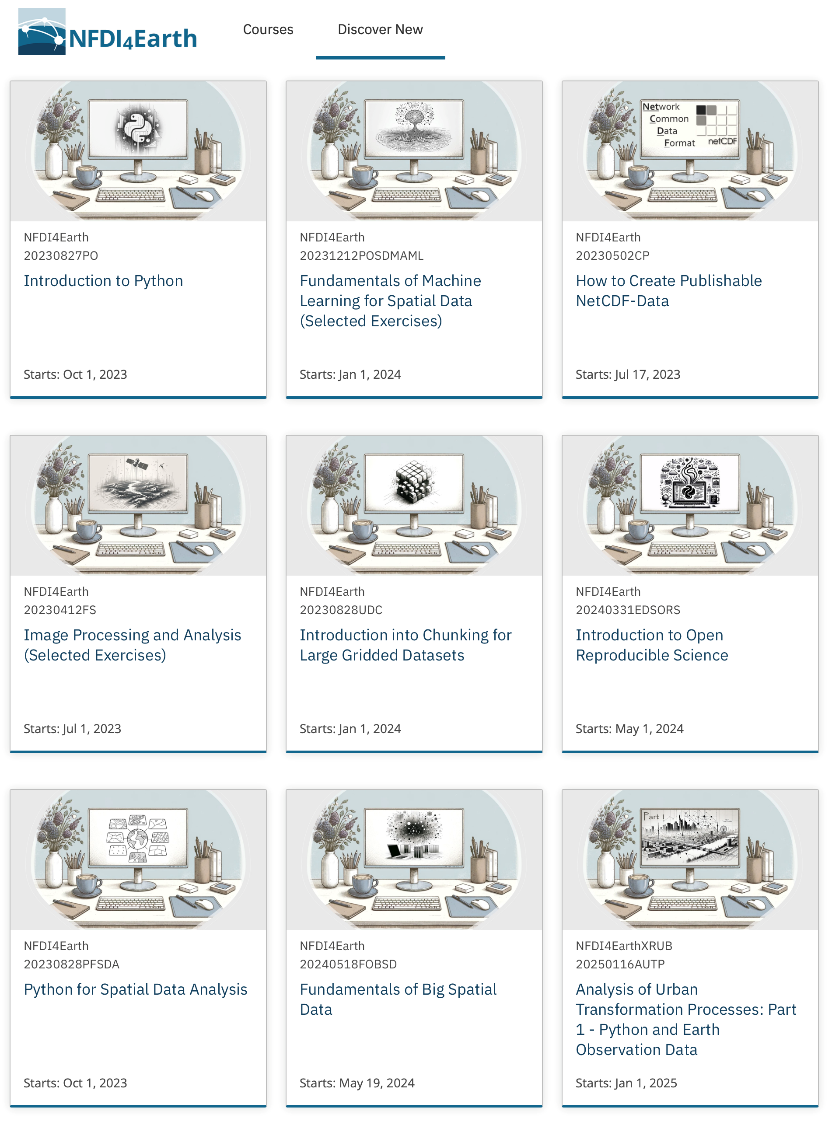 NFDI4Earth
Courses
Discover New
Network
Common
Data
Format
netCDF
NFDI4Earth
20230827PO
Introduction to Python
Starts: Oct 1, 2023
NFDI4Earth
20231212POSDMAML
Fundamentals of Machine
Learning for Spatial Data
(Selected Exercises)
Starts: Jan 1, 2024
NFDI4Earth
20230502CP
How to Create Publishable
NetCDF-Data
Starts: Jul 17, 2023
NFDI4Earth
20230412FS
Image Processing and Analysis
(Selected Exercises)
Starts: Jul 1, 2023
NFDI4Earth
20230828UDC
Introduction into Chunking for
Large Gridded Datasets
Starts: Jan 1, 2024
NFDI4Earth
20240331EDSORS
Introduction to Open
Reproducible Science
Starts: May 1, 2024
NFDI4Earth
20230828PFSDA
Python for Spatial Data Analysis
Starts: Oct 1, 2023
NFDI4Earth
20240518FOBSD
Fundamentals of Big Spatial
Data
Starts: May 19, 2024
Part I
NFDI4EarthXRUB
20250116AUTP
Analysis of Urban
Transformation Processes: Part
1 - Python and Earth
Observation Data
Starts: Jan 1, 2025